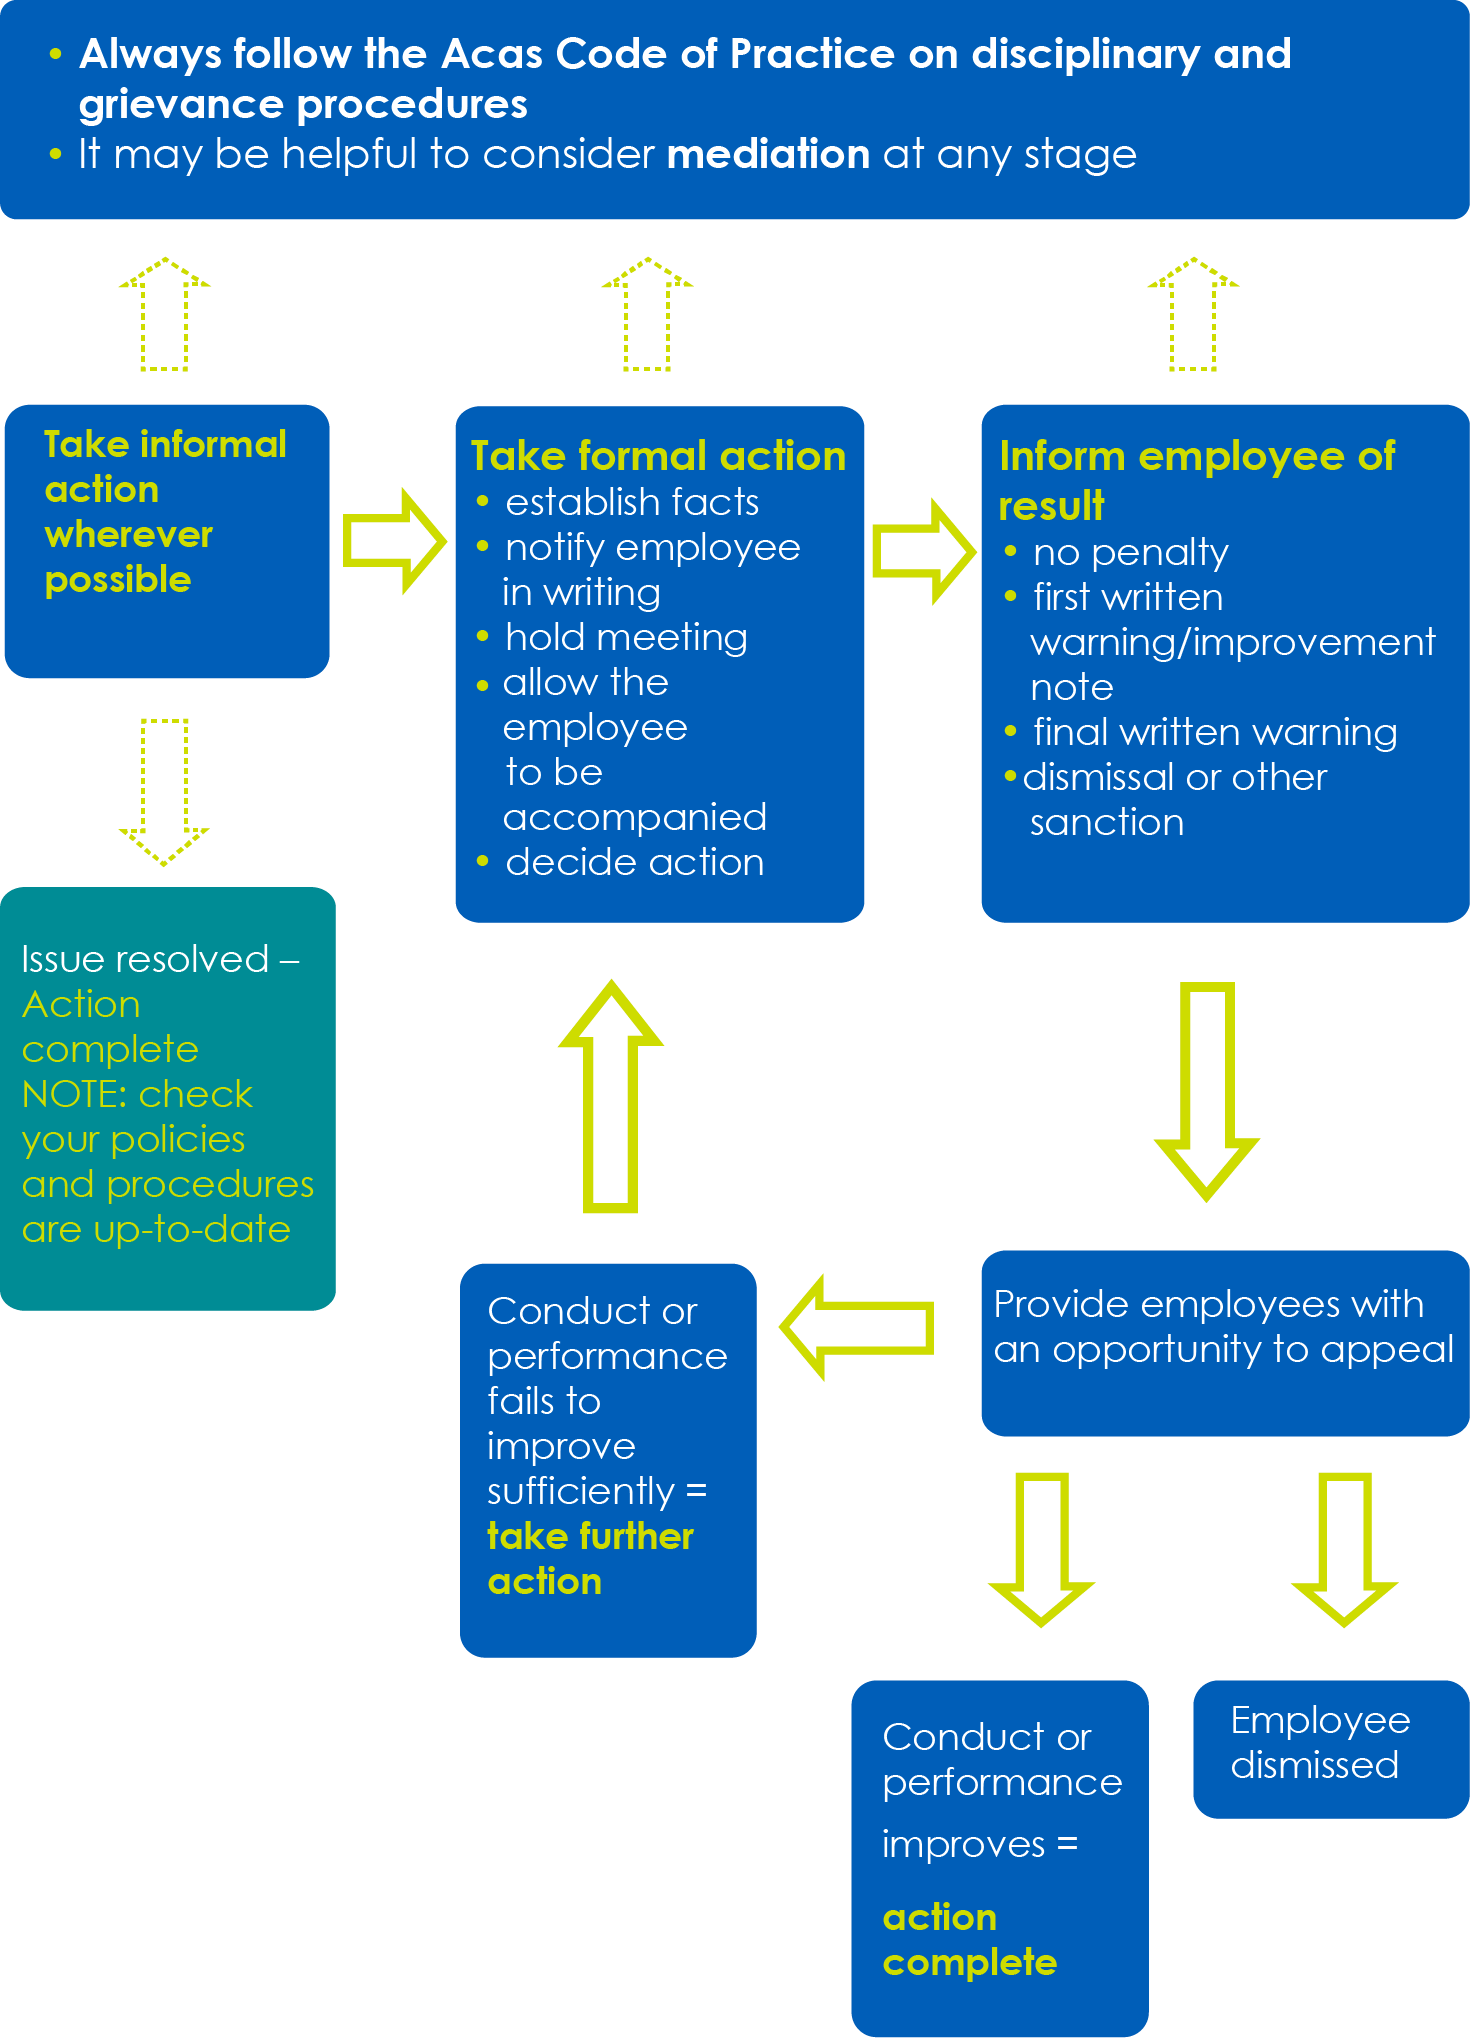 • Always follow the Acas Code of Practice on disciplinary and
grievance procedures
• It may be helpful to consider mediation at any stage
Take informal
action
wherever
possible
Take formal action
• establish facts
• notify employee
in writing
• hold meeting
• allow the
employee
to be
accompanied
• decide action
Inform employee of
result
• no penalty
• first written
warning/improvement
note
• final written warning
• dismissal or other
sanction
Issue resolved –
Action
complete
NOTE: check
your policies
and procedures
are up-to-date
Conduct or
performance
fails to
improve
sufficiently =
take further
action
Provide employees with
an opportunity to appeal
Conduct or
performance
improves =
action
complete
Employee
dismissed